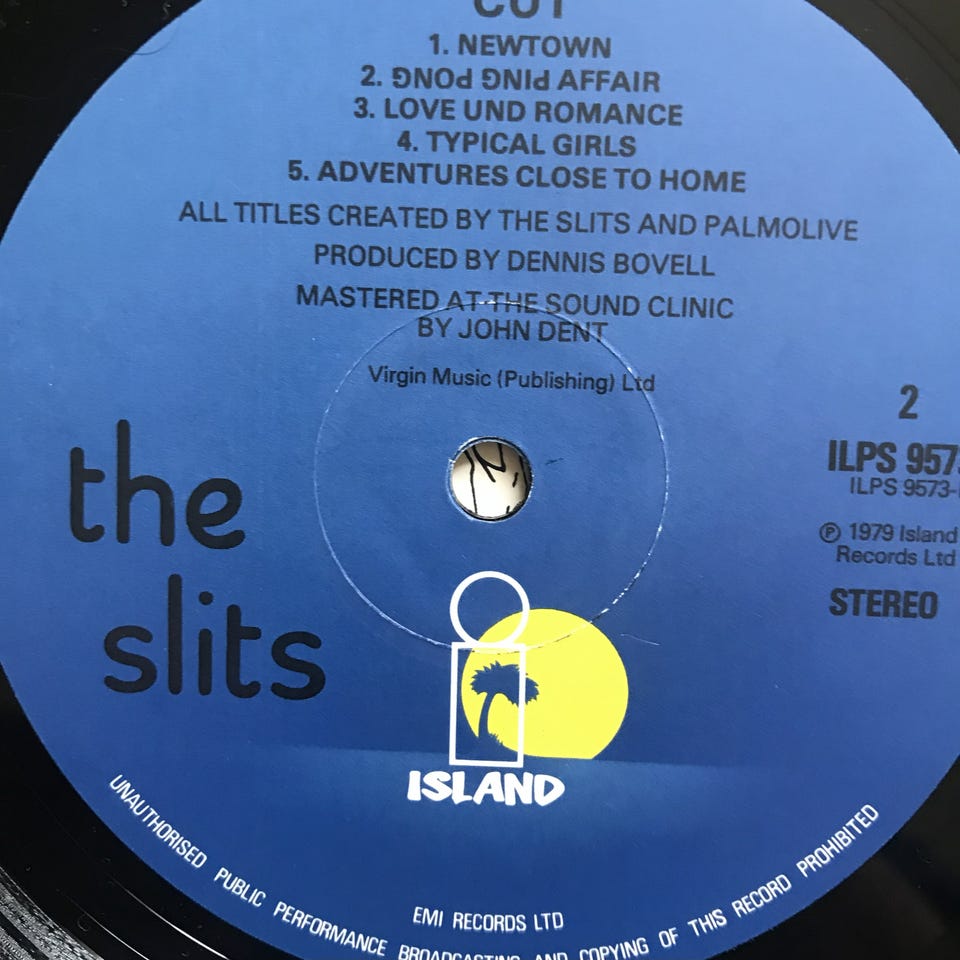 CUT
1. NEWTOWN
2. PING PONG AFFAIR
3. LOVE UND ROMANCE
4. TYPICAL GIRLS
5. ADVENTURES CLOSE TO HOME
ALL TITLES CREATED BY THE SLITS AND PALMOLIVE
PRODUCED BY DENNIS BOVELL
MASTERED AT THE SOUND CLINIC
BY JOHN DENT
Virgin Music (Publishing) Ltd
2
ILPS 957
ILPS 9573-
℗ 1979 Island
Records Ltd
STEREO
the
slits
ISLAND
EMI RECORDS LTD
UNAUTHORISED PUBLIC PERFORMANCE BROADCASTING AND COPYING OF THIS RECORD PROHIBITED